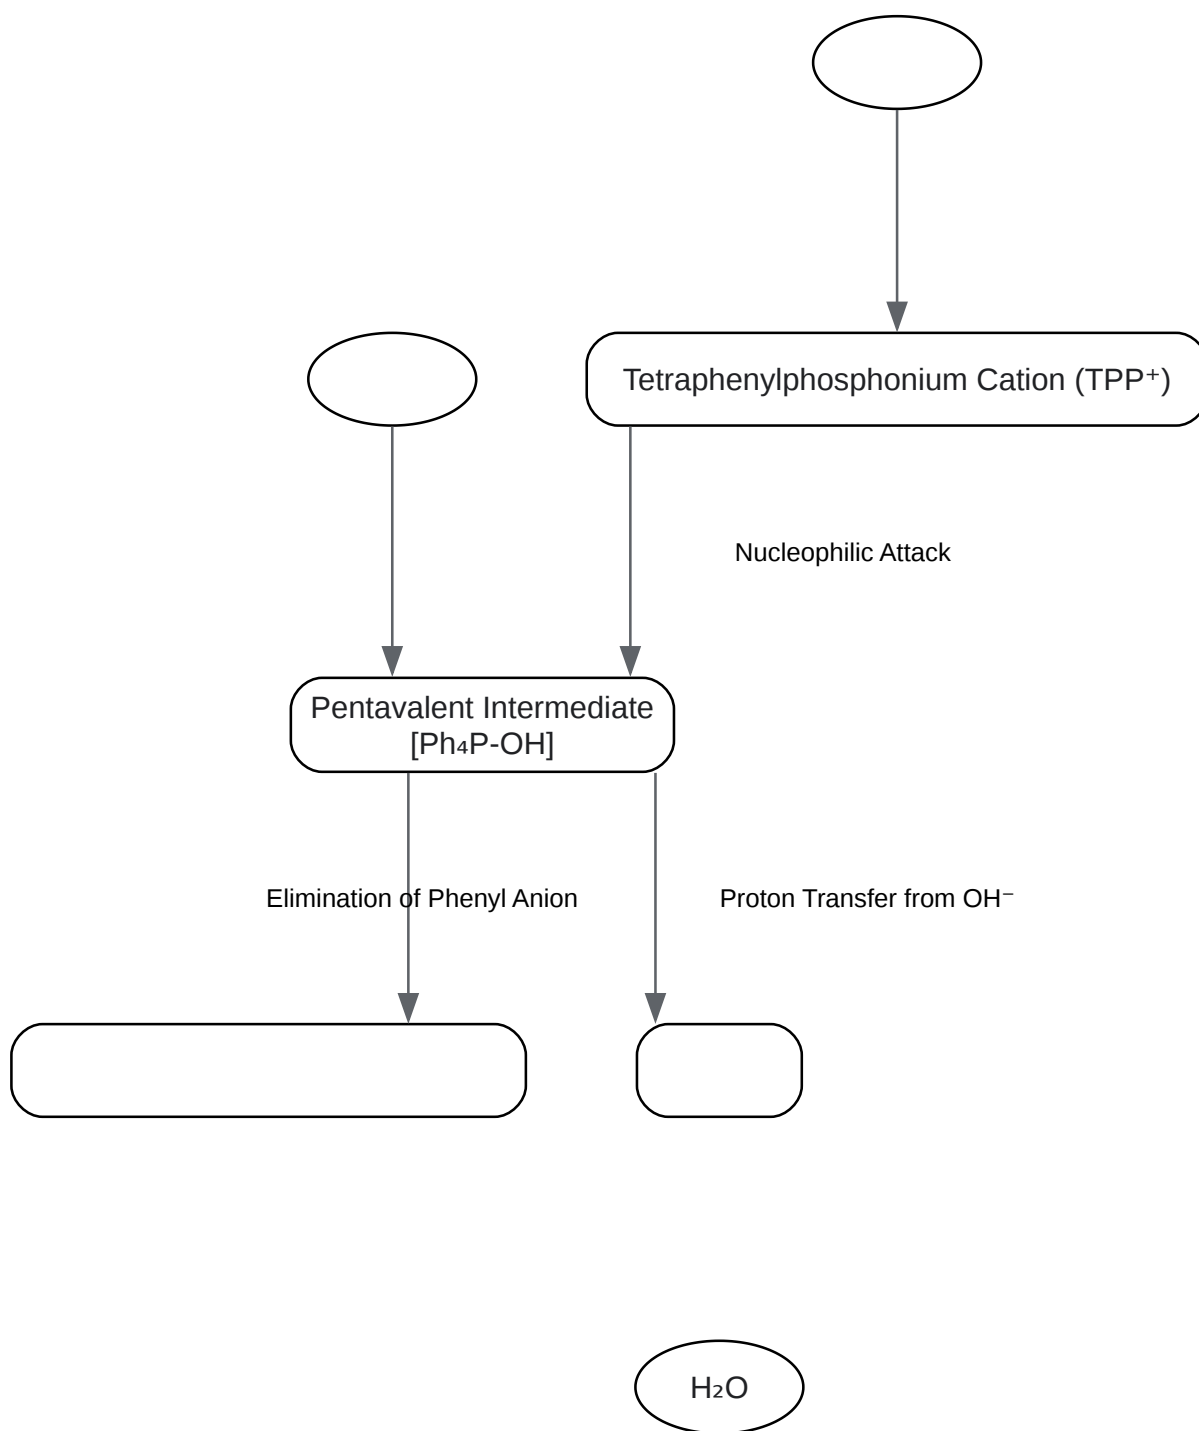 Tetraphenylphosphonium Cation (TPP⁺)
Nucleophilic Attack
Pentavalent Intermediate
[Ph₄P-OH]
Elimination of Phenyl Anion
Proton Transfer from OH⁻
H₂O